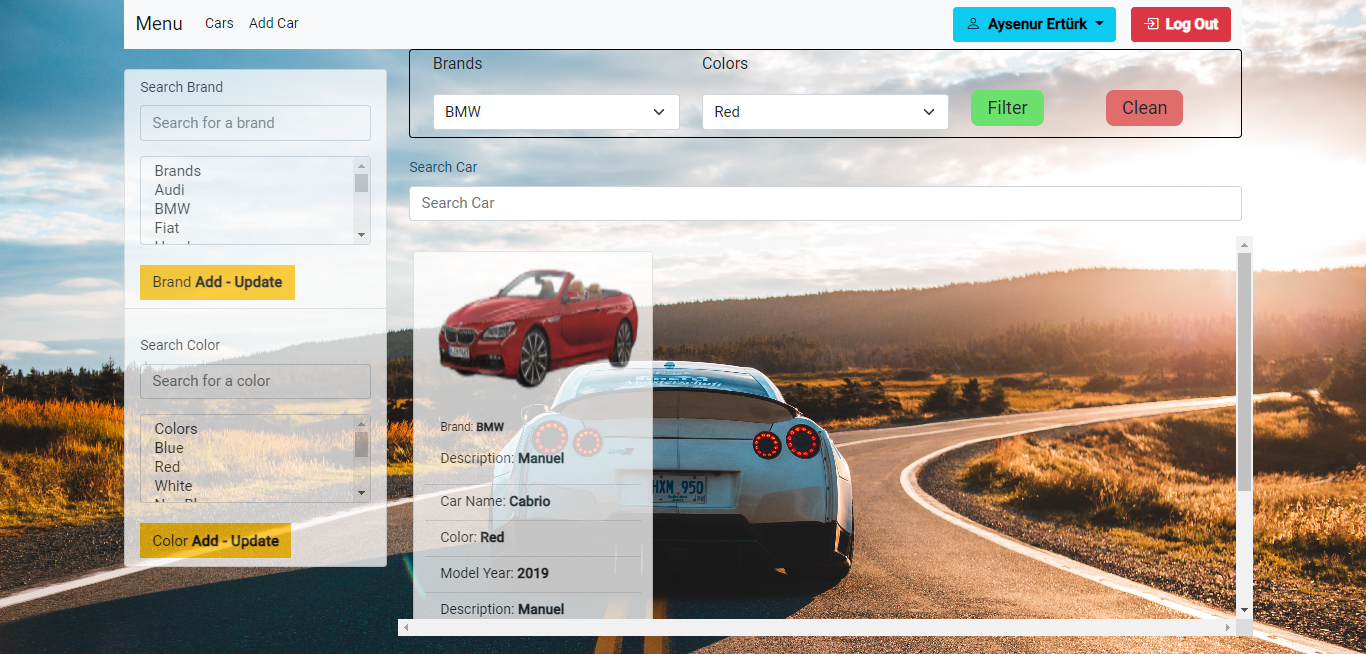 Menu Cars Add Car
Aysenur Ertürk Log Out
Search Brand
Search for a brand
Brands
Audi
BMW
Fiat
Brand Add - Update
Search Color
Search for a color
Colors
Blue
Red
White
Color Add - Update
Brands Colors
BMW Red Filter Clean
Search Car
Search Car
Brand: BMW
Description: Manuel
Car Name: Cabrio
Color: Red
Model Year: 2019
Description: Manuel
HXM 950